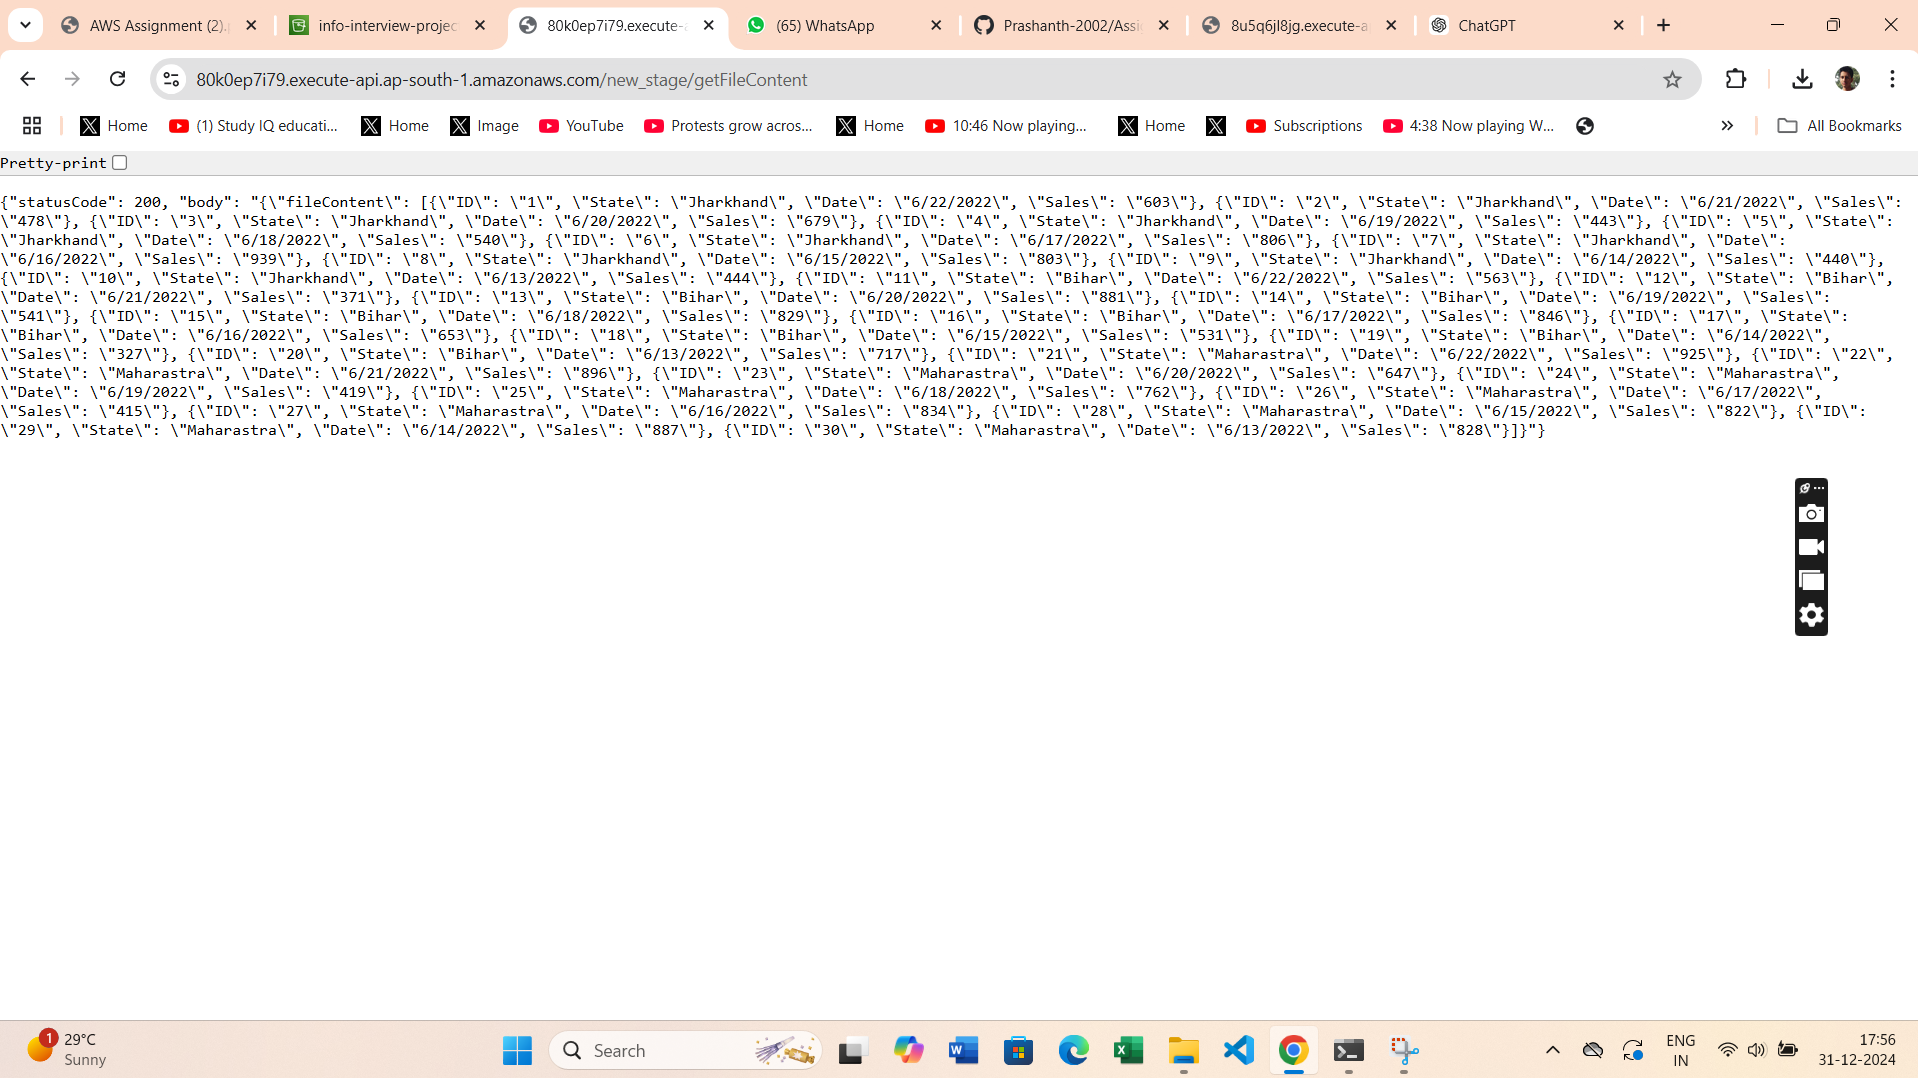 AWS Assignment (2).p
info-interview-projec
80k0ep7i79.execute-a
(65) WhatsApp
Prashanth-2002/Assig
8u5q6jl8jg.execute-a
ChatGPT
80k0ep7i79.execute-api.ap-south-1.amazonaws.com/new_stage/getFileContent
Home
(1) Study IQ educati...
Home
Image
YouTube
Protests grow acros...
Home
10:46 Now playing...
Home
Subscriptions
4:38 Now playing W...
All Bookmarks
Pretty-print
{"statusCode": 200, "body": "{\"fileContent\": [{\"ID\": \"1\", \"State\": \"Jharkhand\", \"Date\": \"6/22/2022\", \"Sales\": \"603\"}, {\"ID\": \"2\", \"State\": \"Jharkhand\", \"Date\": \"6/21/2022\", \"Sales\":
\"478\"}, {\"ID\": \"3\", \"State\": \"Jharkhand\", \"Date\": \"6/20/2022\", \"Sales\": \"679\"}, {\"ID\": \"4\", \"State\": \"Jharkhand\", \"Date\": \"6/19/2022\", \"Sales\": \"443\"}, {\"ID\": \"5\", \"State\":
\"Jharkhand\", \"Date\": \"6/18/2022\", \"Sales\": \"540\"}, {\"ID\": \"6\", \"State\": \"Jharkhand\", \"Date\": \"6/17/2022\", \"Sales\": \"806\"}, {\"ID\": \"7\", \"State\": \"Jharkhand\", \"Date\":
\"6/16/2022\", \"Sales\": \"939\"}, {\"ID\": \"8\", \"State\": \"Jharkhand\", \"Date\": \"6/15/2022\", \"Sales\": \"803\"}, {\"ID\": \"9\", \"State\": \"Jharkhand\", \"Date\": \"6/14/2022\", \"Sales\": \"440\"},
{\"ID\": \"10\", \"State\": \"Jharkhand\", \"Date\": \"6/13/2022\", \"Sales\": \"444\"}, {\"ID\": \"11\", \"State\": \"Bihar\", \"Date\": \"6/22/2022\", \"Sales\": \"563\"}, {\"ID\": \"12\", \"State\": \"Bihar\",
\"Date\": \"6/21/2022\", \"Sales\": \"371\"}, {\"ID\": \"13\", \"State\": \"Bihar\", \"Date\": \"6/20/2022\", \"Sales\": \"881\"}, {\"ID\": \"14\", \"State\": \"Bihar\", \"Date\": \"6/19/2022\", \"Sales\":
\"541\"}, {\"ID\": \"15\", \"State\": \"Bihar\", \"Date\": \"6/18/2022\", \"Sales\": \"829\"}, {\"ID\": \"16\", \"State\": \"Bihar\", \"Date\": \"6/17/2022\", \"Sales\": \"846\"}, {\"ID\": \"17\", \"State\":
\"Bihar\", \"Date\": \"6/16/2022\", \"Sales\": \"653\"}, {\"ID\": \"18\", \"State\": \"Bihar\", \"Date\": \"6/15/2022\", \"Sales\": \"531\"}, {\"ID\": \"19\", \"State\": \"Bihar\", \"Date\": \"6/14/2022\",
\"Sales\": \"327\"}, {\"ID\": \"20\", \"State\": \"Bihar\", \"Date\": \"6/13/2022\", \"Sales\": \"717\"}, {\"ID\": \"21\", \"State\": \"Maharastra\", \"Date\": \"6/22/2022\", \"Sales\": \"925\"}, {\"ID\": \"22\",
\"State\": \"Maharastra\", \"Date\": \"6/21/2022\", \"Sales\": \"896\"}, {\"ID\": \"23\", \"State\": \"Maharastra\", \"Date\": \"6/20/2022\", \"Sales\": \"647\"}, {\"ID\": \"24\", \"State\": \"Maharastra\",
\"Date\": \"6/19/2022\", \"Sales\": \"419\"}, {\"ID\": \"25\", \"State\": \"Maharastra\", \"Date\": \"6/18/2022\", \"Sales\": \"762\"}, {\"ID\": \"26\", \"State\": \"Maharastra\", \"Date\": \"6/17/2022\",
\"Sales\": \"415\"}, {\"ID\": \"27\", \"State\": \"Maharastra\", \"Date\": \"6/16/2022\", \"Sales\": \"834\"}, {\"ID\": \"28\", \"State\": \"Maharastra\", \"Date\": \"6/15/2022\", \"Sales\": \"822\"}, {\"ID\":
\"29\", \"State\": \"Maharastra\", \"Date\": \"6/14/2022\", \"Sales\": \"887\"}, {\"ID\": \"30\", \"State\": \"Maharastra\", \"Date\": \"6/13/2022\", \"Sales\": \"828\"}]}"}
1
29°C
Sunny
Search
ENG
IN
17:56
31-12-2024